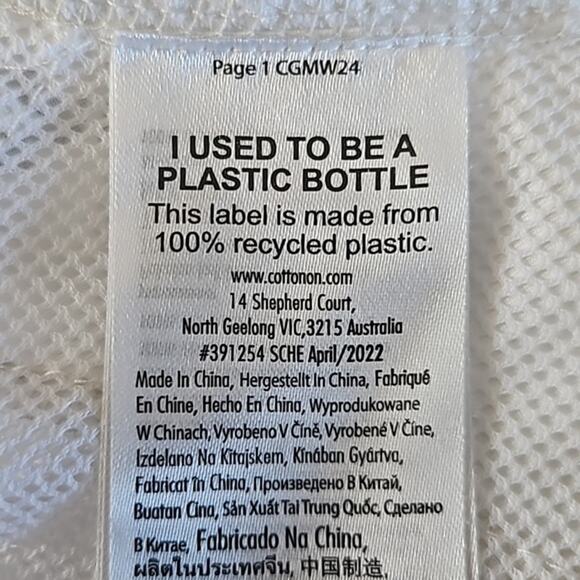 Page 1 CGMW24
I USED TO BE A
PLASTIC BOTTLE
This label is made from
100% recycled plastic.
www.cottonon.com
14 Shepherd Court,
North Geelong VIC,3215 Australia
#391254 SCHE April/2022
Made In China, Hergestellt In China, Fabriqué
En Chine, Hecho En China, Wyprodukowane
W Chinach, Vyrobeno V Číně, Vyrobené V Číne,
Izdelano Na Kitajskem, Kínában Gyártva,
Fabricat În China, Произведено В Китай,
Buatan Cina, Sản Xuất Tại Trung Quốc, Сделано
В Китае, Fabricado Na China,
ผลิตในประเทศจีน, 中国制造,